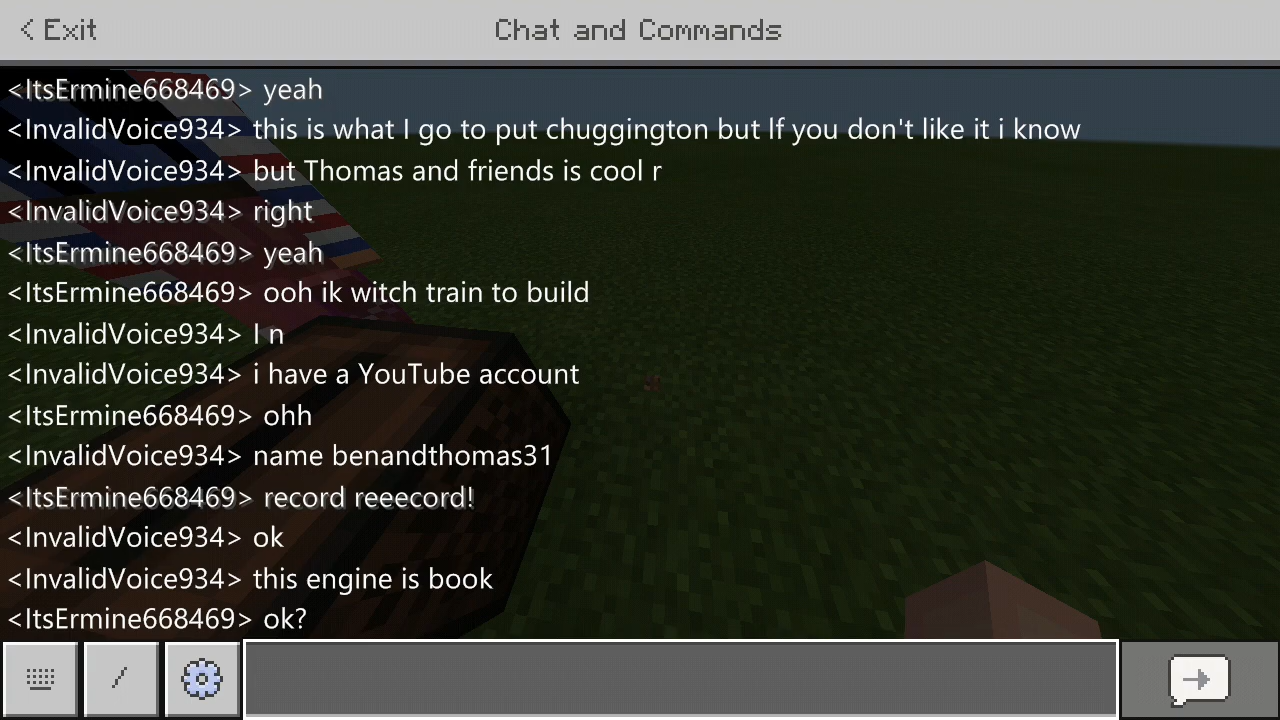 < Exit
Chat and Commands
<ItsErmine668469> yeah
<InvalidVoice934> this is what I go to put chuggington but If you don't like it i know
<InvalidVoice934> but Thomas and friends is cool r
<InvalidVoice934> right
<ItsErmine668469> yeah
<ItsErmine668469> ooh ik witch train to build
<InvalidVoice934> I n
<InvalidVoice934> i have a YouTube account
<ItsErmine668469> ohh
<InvalidVoice934> name benandthomas31
<ItsErmine668469> record reeecord!
<InvalidVoice934> ok
<InvalidVoice934> this engine is book
<ItsErmine668469> ok?
/